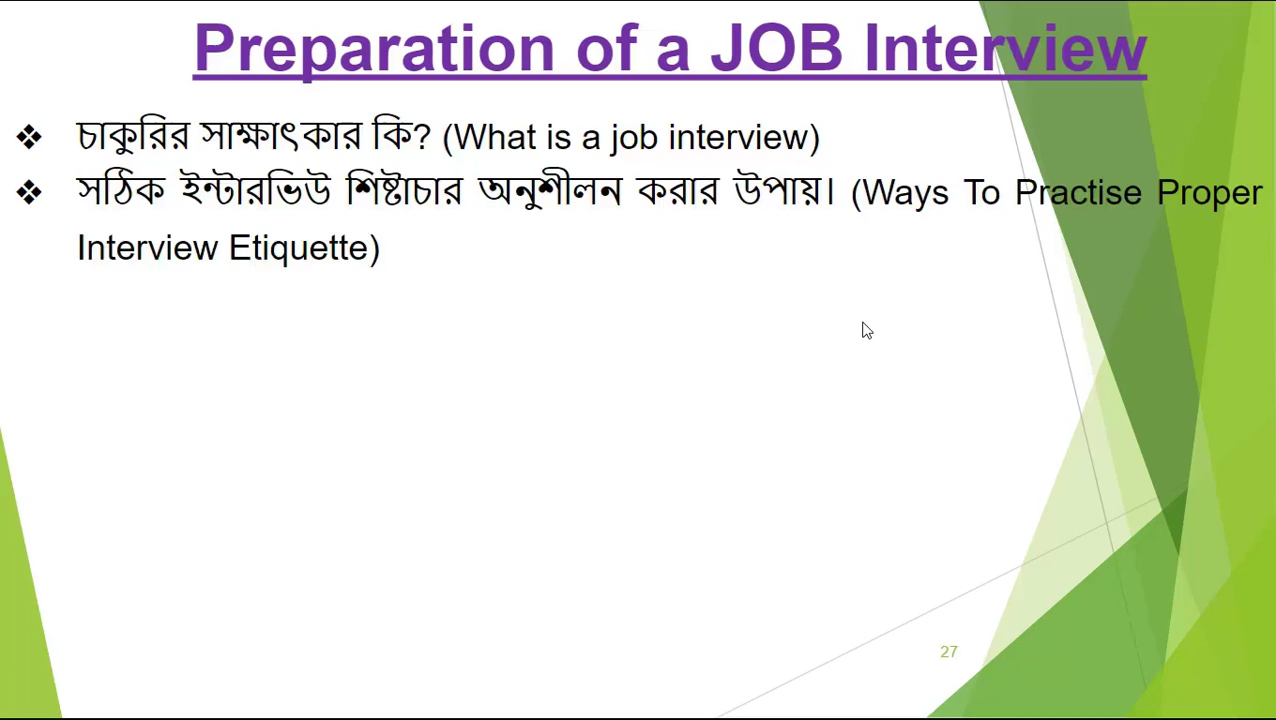 Preparation of a JOB Interview
❖ চাকুরির সাক্ষাৎকার কি? (What is a job interview)
❖ সঠিক ইন্টারভিউ শিষ্টাচার অনুশীলন করার উপায়। (Ways To Practise Proper
Interview Etiquette)
27